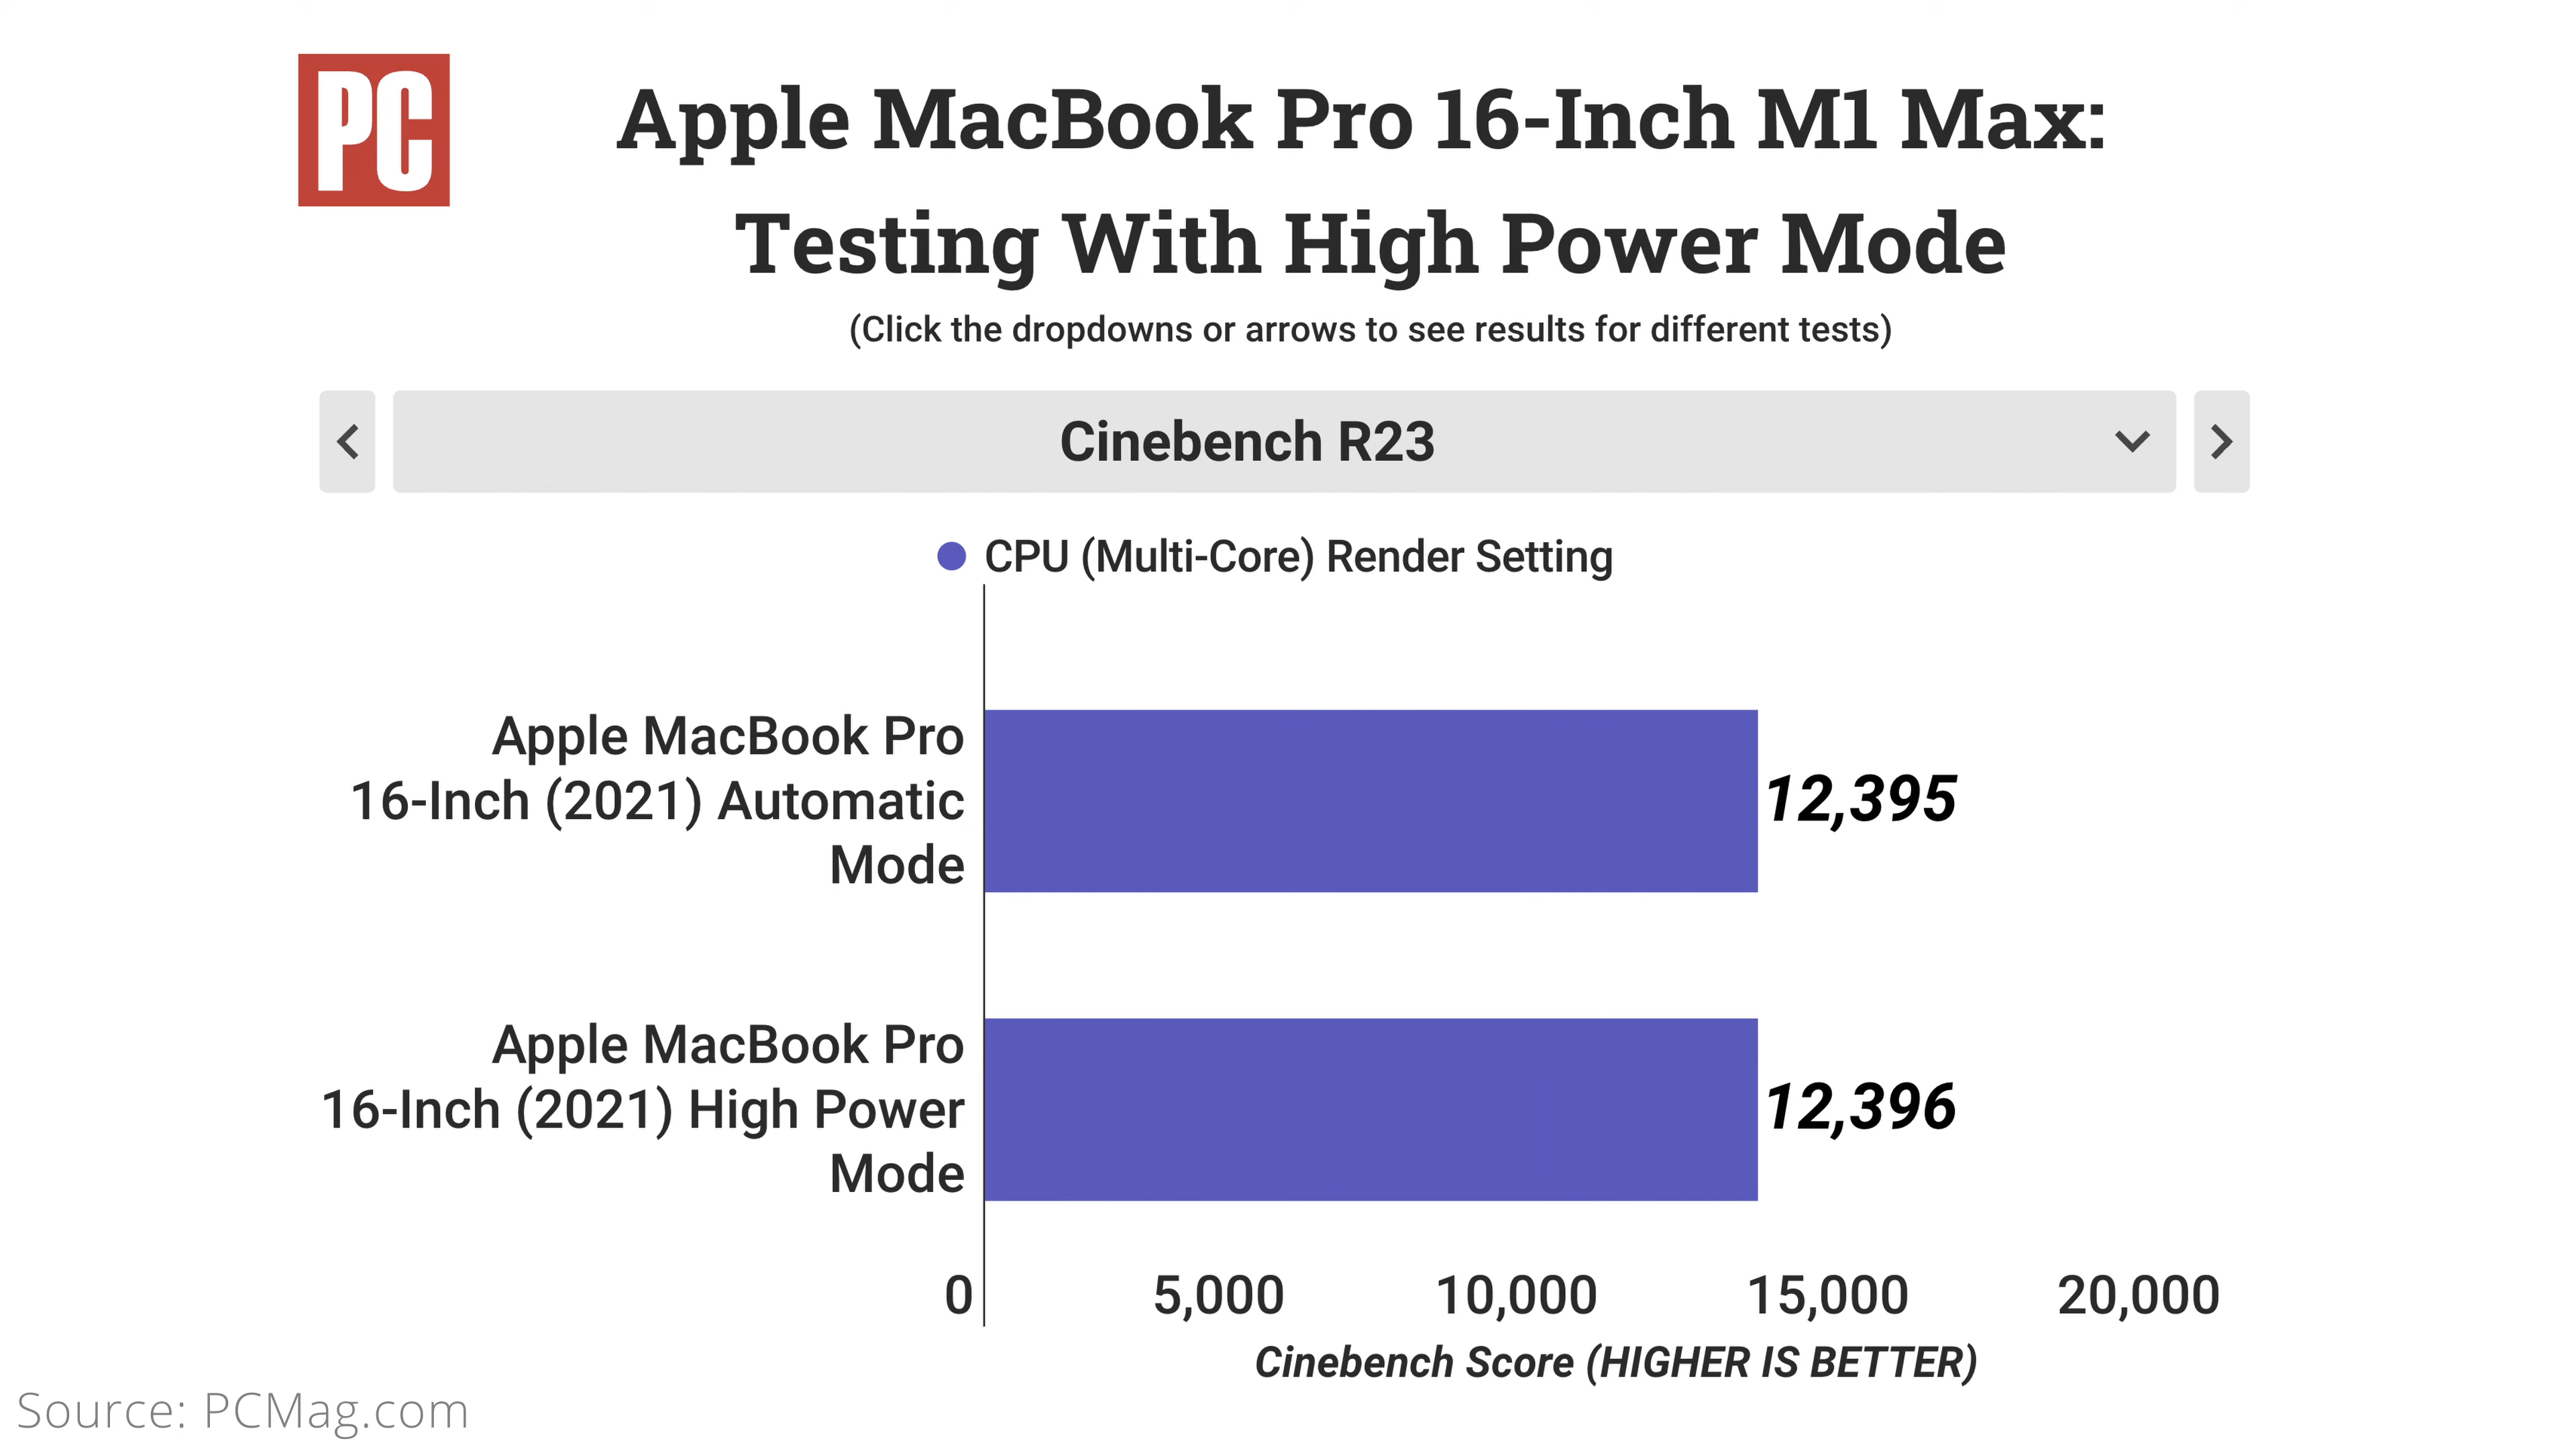 PC
Apple MacBook Pro 16-Inch M1 Max:
Testing With High Power Mode
(Click the dropdowns or arrows to see results for different tests)
Cinebench R23
CPU (Multi-Core) Render Setting
Apple MacBook Pro
16-Inch (2021) Automatic
Mode
12,395
Apple MacBook Pro
16-Inch (2021) High Power
Mode
12,396
0 5,000 10,000 15,000 20,000
Cinebench Score (HIGHER IS BETTER)
Source: PCMag.com